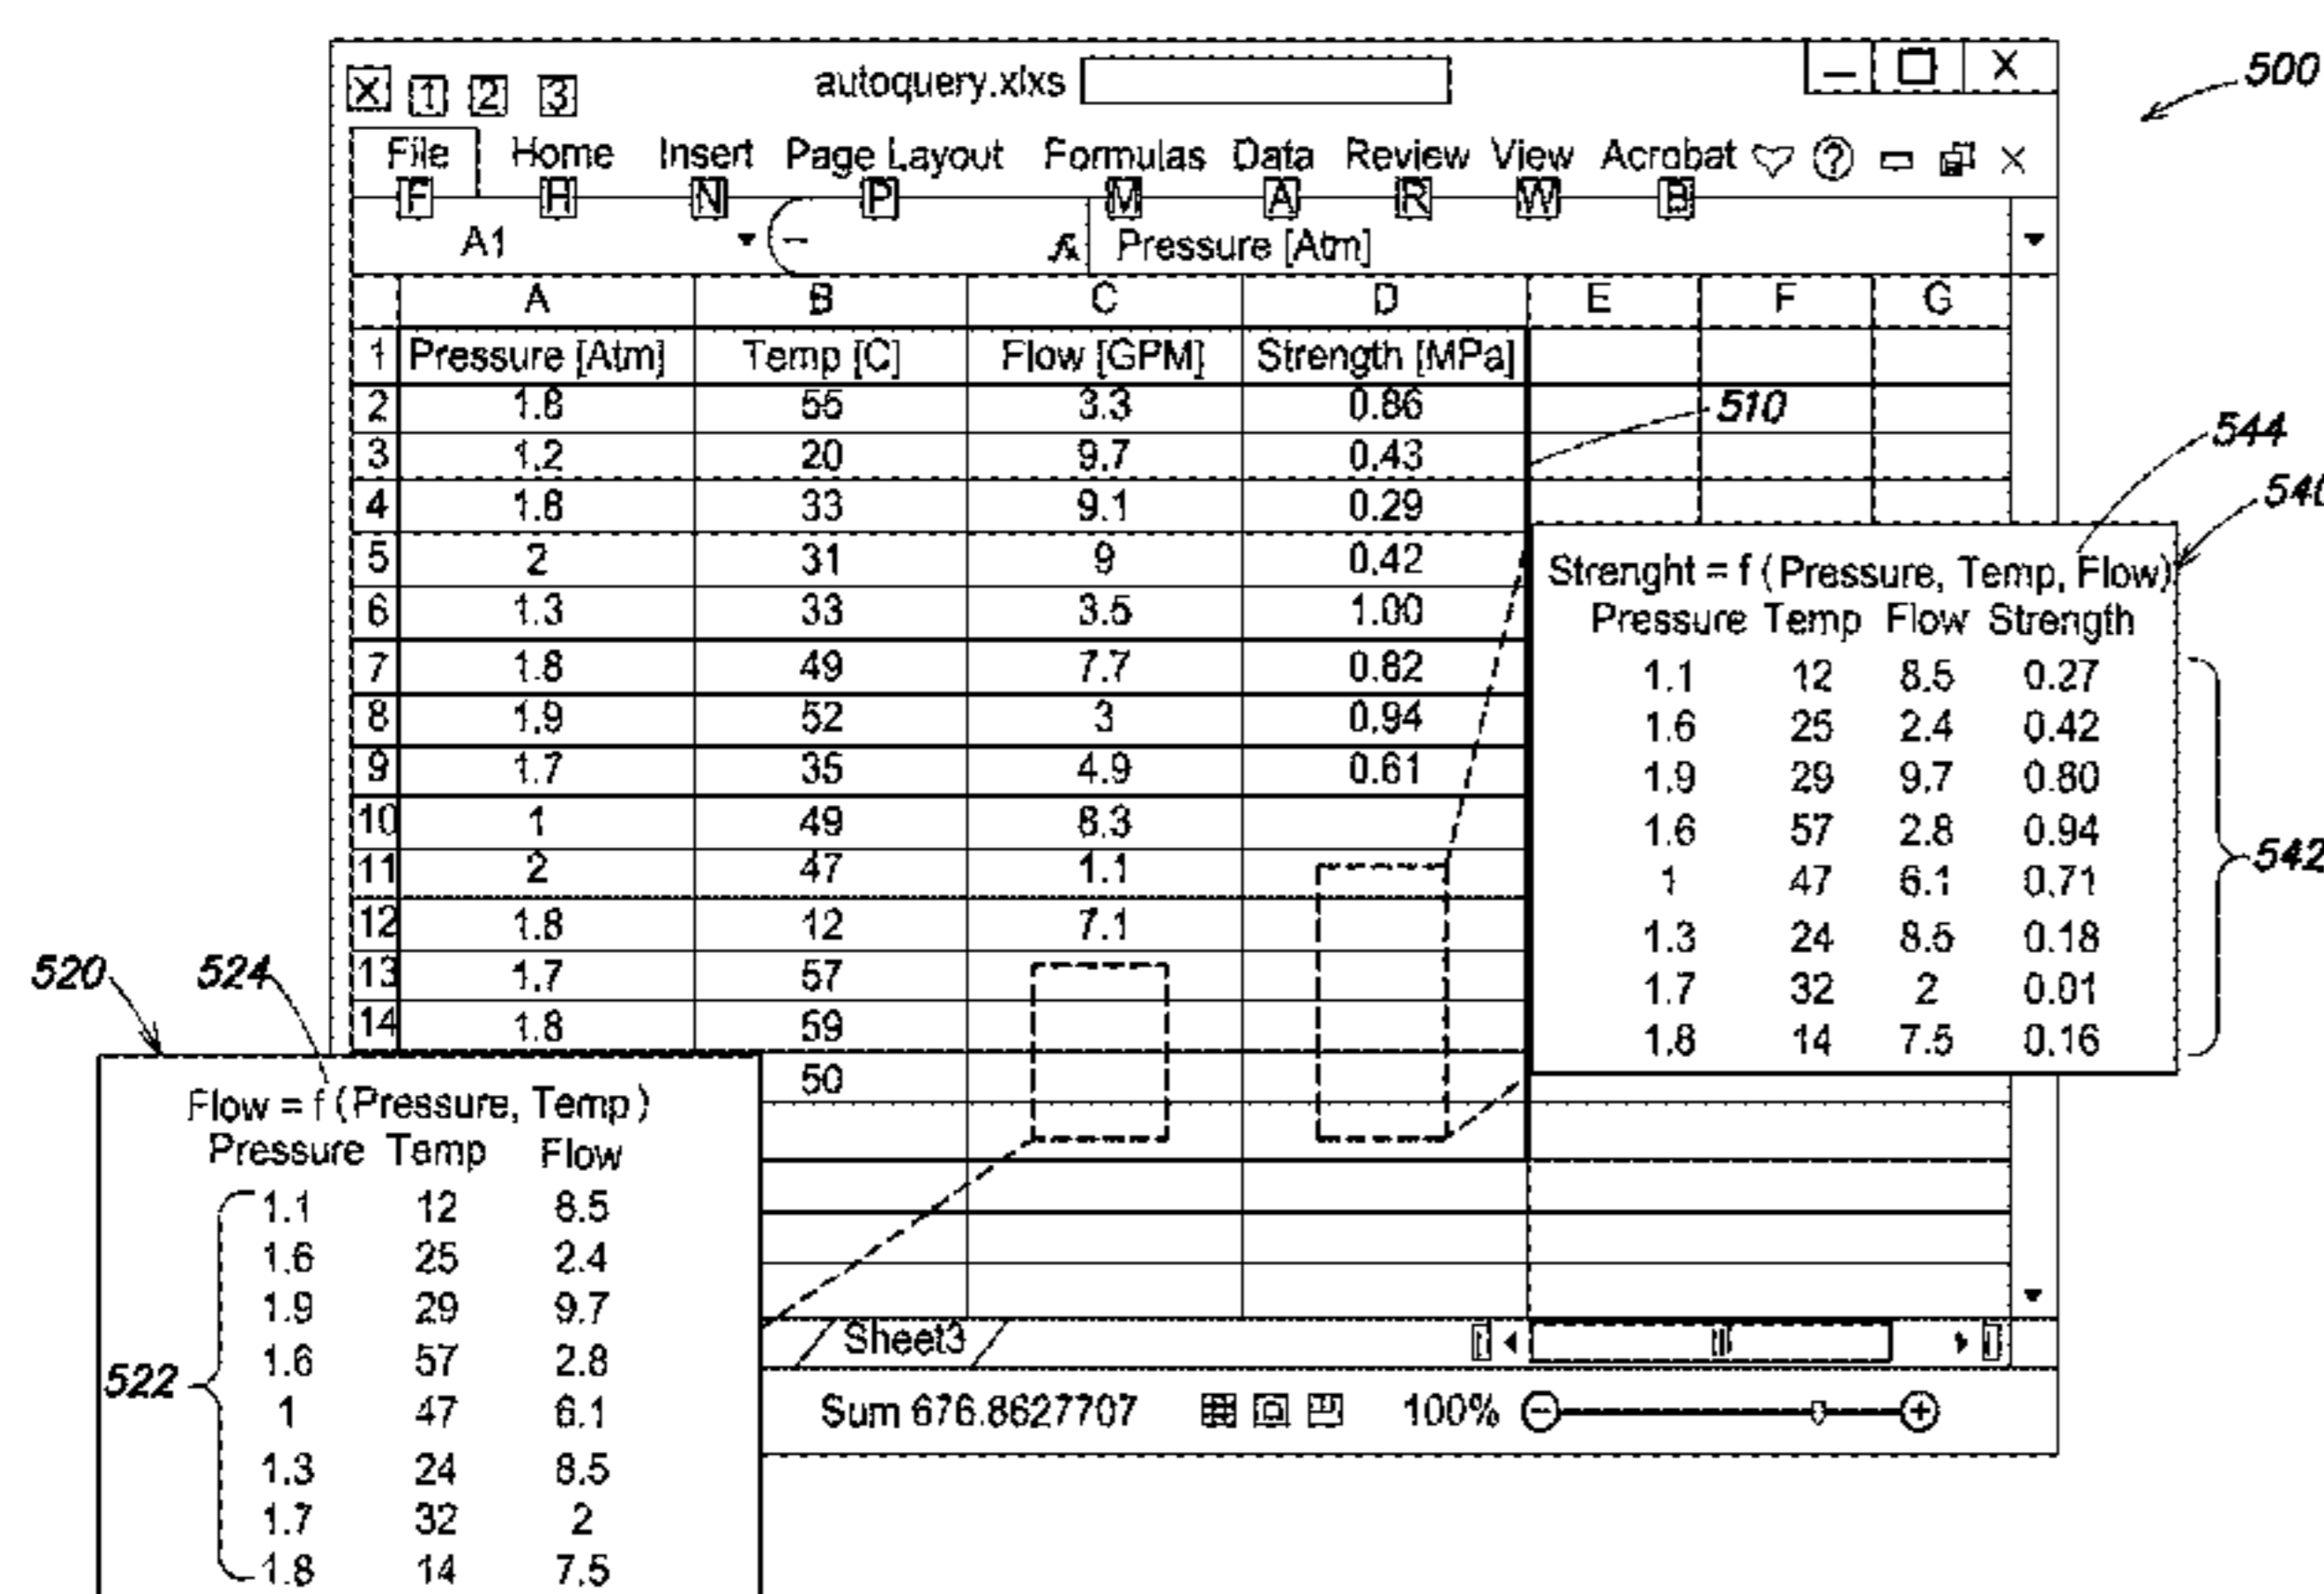 autoquery.xlxs
1 2 3
500
File Home Insert Page Layout Formulas Data Review View Acrobat
F H N P M A R W B
A1 fx Pressure [Atm]
A B C D E F G
1 Pressure [Atm] Temp [C] Flow [GPM] Strength [MPa]
2 1.8 55 3.3 0.86
510
3 1.2 20 9.7 0.43
544
4 1.8 33 9.1 0.29
540
5 2 31 9 0.42
6 1.3 33 3.5 1.00
7 1.8 49 7.7 0.82
8 1.9 52 3 0.94
9 1.7 35 4.9 0.61
10 1 49 8.3
11 2 47 1.1
12 1.8 12 7.1
13 1.7 57
14 1.8 59
50
Strenght = f (Pressure, Temp, Flow)
Pressure Temp Flow Strength
1.1 12 8.5 0.27
1.6 25 2.4 0.42
1.9 29 9.7 0.80
1.6 57 2.8 0.94
1 47 6.1 0.71
1.3 24 8.5 0.18
1.7 32 2 0.01
1.8 14 7.5 0.16
542
520 524
Flow = f (Pressure, Temp)
Pressure Temp Flow
1.1 12 8.5
1.6 25 2.4
1.9 29 9.7
1.6 57 2.8
1 47 6.1
1.3 24 8.5
1.7 32 2
1.8 14 7.5
522
Sheet3
Sum 676.8627707 100%